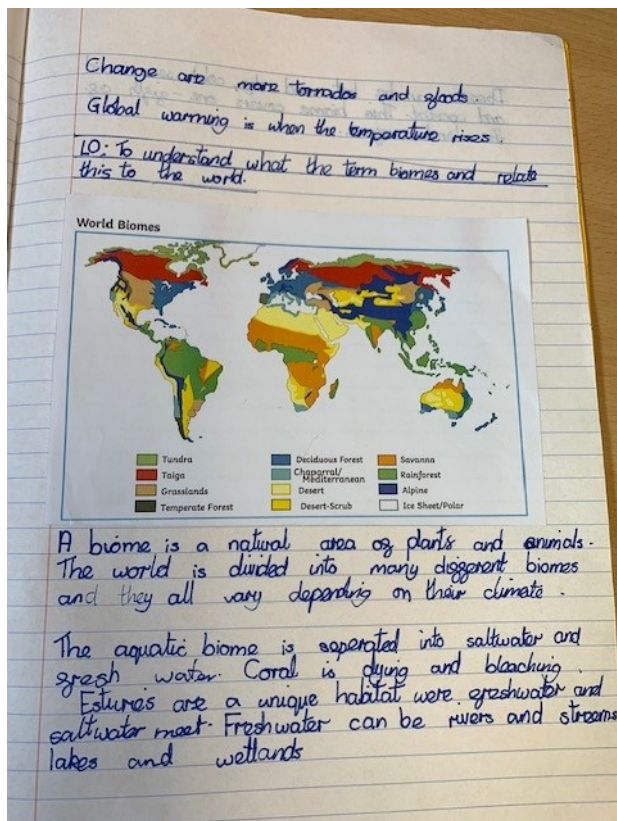 Change are more tornados and floods
Global warming is when the temperature rises.
LO: To understand what the term biomes and relate
this to the world.
World Biomes
Tundra
Taiga
Grasslands
Temperate Forest
Deciduous Forest
Chaparral/
Mediterranean
Desert
Desert-Scrub
Savanna
Rainforest
Alpine
Ice Sheet/Polar
A biome is a natural area of plants and animals.
The world is divided into many different biomes
and they all vary depending on their climate.
The aquatic biome is seperated into saltwater and
fresh water. Coral is dying and bleaching.
Estures are a unique habitat were freshwater and
saltwater meet. Freshwater can be rivers and streams
lakes and wetlands